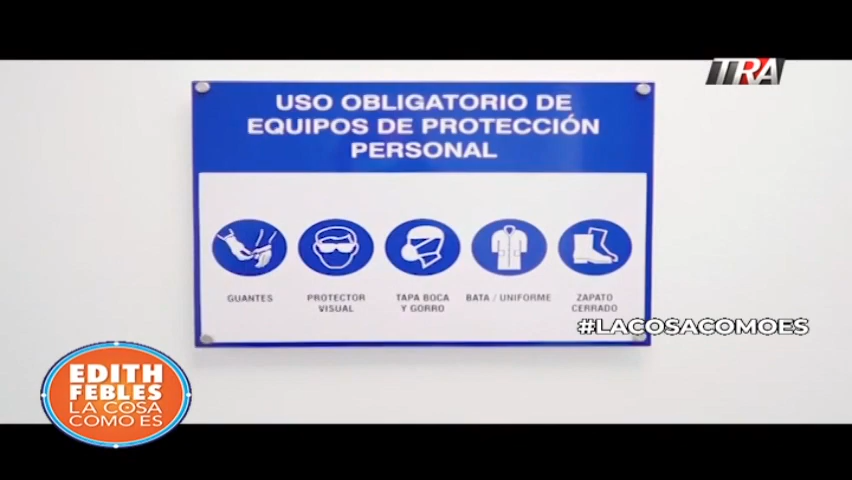 TRA
USO OBLIGATORIO DE
EQUIPOS DE PROTECCIÓN
PERSONAL
GUANTES
PROTECTOR
VISUAL
TAPA BOCA
Y GORRO
BATA / UNIFORME
ZAPATO
CERRADO
#LACOSACOMOES
EDITH
FEBLES
LA COSA
COMO ES